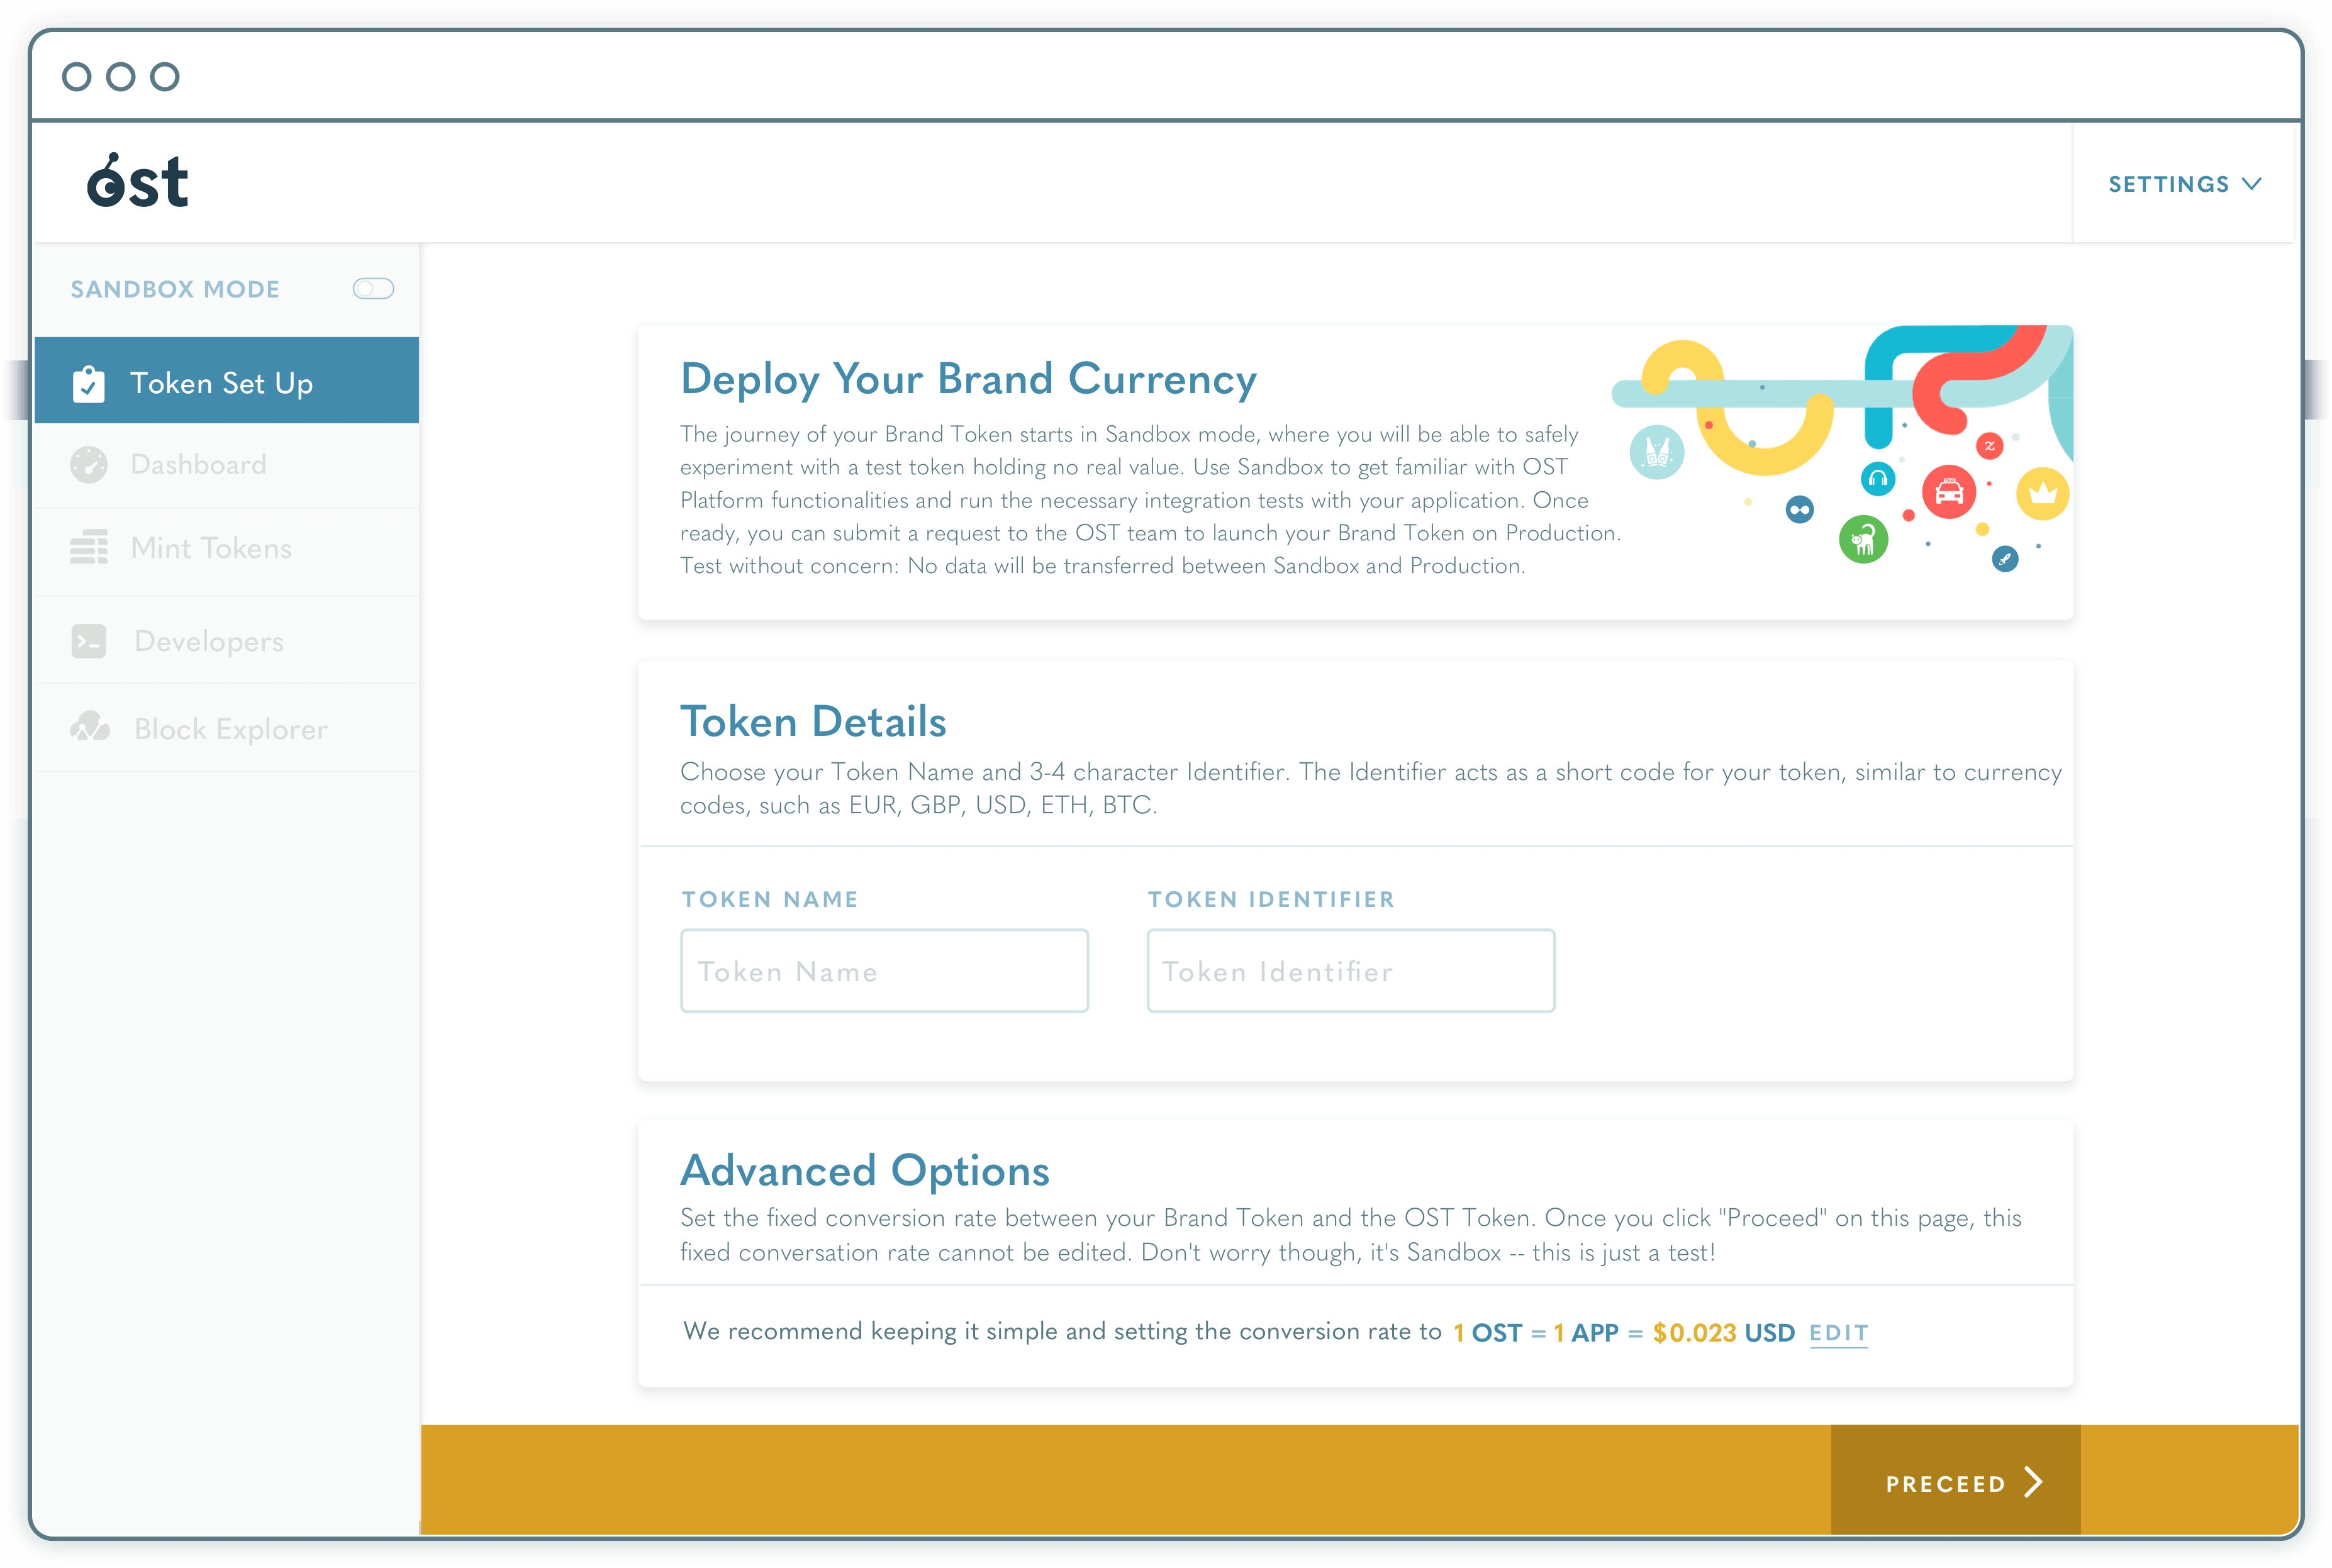 ost
SETTINGS
SANDBOX MODE
Token Set Up
Dashboard
Mint Tokens
Developers
Block Explorer
Deploy Your Brand Currency
The journey of your Brand Token starts in Sandbox mode, where you will be able to safely
experiment with a test token holding no real value. Use Sandbox to get familiar with OST
Platform functionalities and run the necessary integration tests with your application. Once
ready, you can submit a request to the OST team to launch your Brand Token on Production.
Test without concern: No data will be transferred between Sandbox and Production.
Token Details
Choose your Token Name and 3-4 character Identifier. The Identifier acts as a short code for your token, similar to currency
codes, such as EUR, GBP, USD, ETH, BTC.
TOKEN NAME
TOKEN IDENTIFIER
Token Name
Token Identifier
Advanced Options
Set the fixed conversion rate between your Brand Token and the OST Token. Once you click "Proceed" on this page, this
fixed conversation rate cannot be edited. Don't worry though, it's Sandbox -- this is just a test!
We recommend keeping it simple and setting the conversion rate to 1 OST = 1 APP = $0.023 USD EDIT
PRECEED